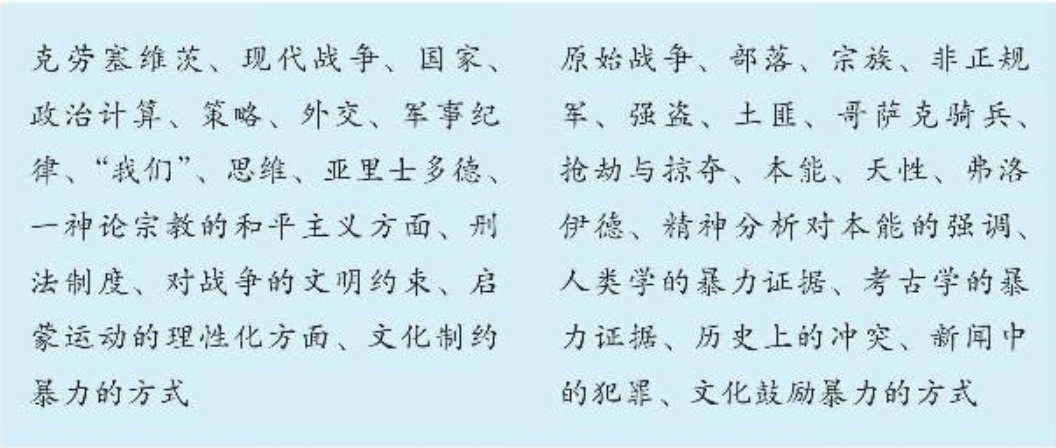 克劳塞维茨、现代战争、国家、
政治计算、策略、外交、军事纪
律、“我们”、思维、亚里士多德、
一神论宗教的和平主义方面、刑
法制度、对战争的文明约束、启
蒙运动的理性化方面、文化制约
暴力的方式
原始战争、部落、宗族、非正规
军、强盗、土匪、哥萨克骑兵、
抢劫与掠夺、本能、天性、弗洛
伊德、精神分析对本能的强调、
人类学的暴力证据、考古学的暴
力证据、历史上的冲突、新闻中
的犯罪、文化鼓励暴力的方式